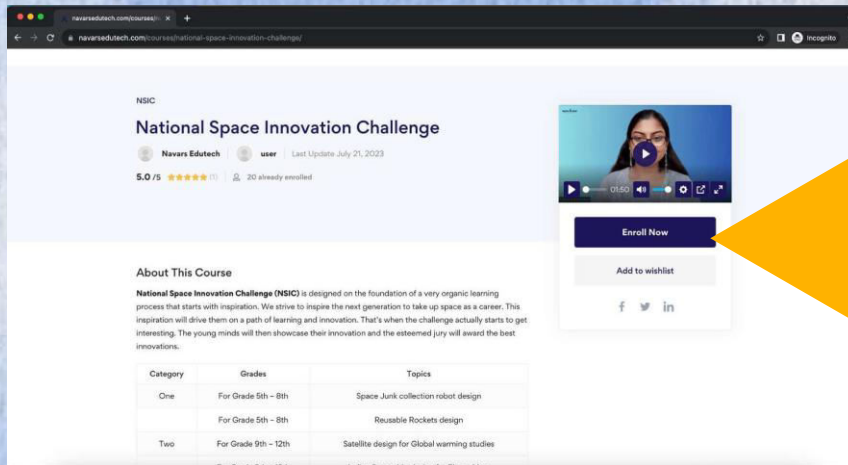 navarsedutech.com/courses/n
navarsedutech.com/courses/national-space-innovation-challenge/
Incognito
NSIC
National Space Innovation Challenge
Navars Edutech
user
Last Update July 21, 2023
5.0 /5
(1)
20 already enrolled
01:50
Enroll Now
Add to wishlist
f
in
About This Course
National Space Innovation Challenge (NSIC) is designed on the foundation of a very organic learning
process that starts with inspiration. We strive to inspire the next generation to take up space as a career. This
inspiration will drive them on a path of learning and innovation. That's when the challenge actually starts to get
interesting. The young minds will then showcase their innovation and the esteemed jury will award the best
innovations.
Category Grades Topics
One For Grade 5th – 8th Space Junk collection robot design
For Grade 5th – 8th Reusable Rockets design
Two For Grade 9th – 12th Satellite design for Global warming studies